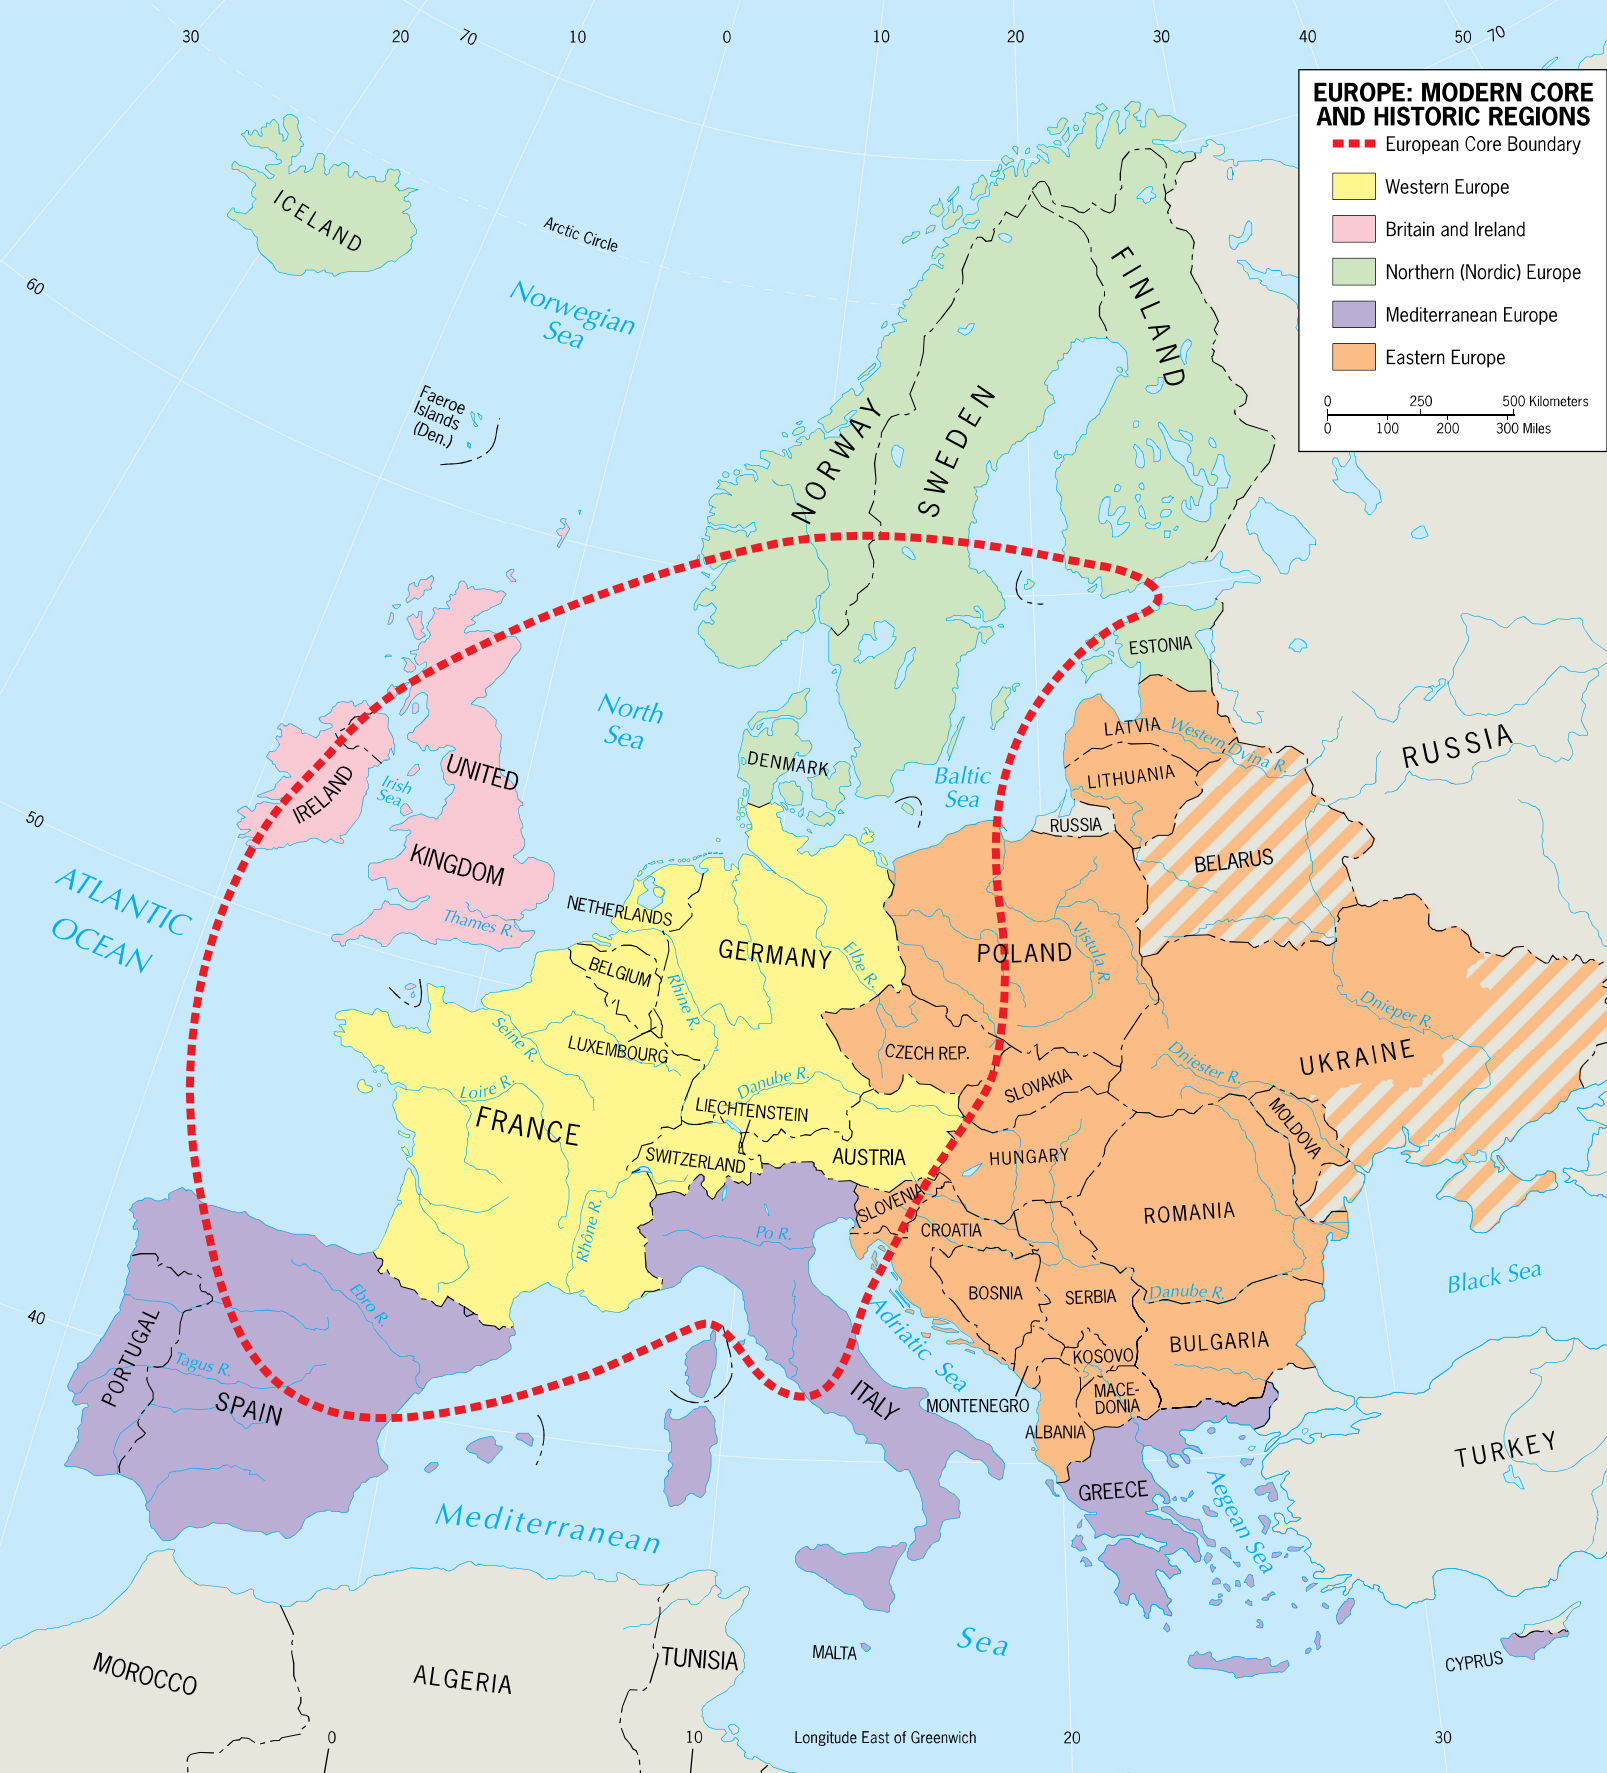 30
20
70
10
0
10
20
30
40
50
70
EUROPE: MODERN CORE
AND HISTORIC REGIONS
European Core Boundary
Western Europe
Britain and Ireland
Northern (Nordic) Europe
Mediterranean Europe
Eastern Europe
0
250
500 Kilometers
0
100
200
300 Miles
ICELAND
Arctic Circle
60
Norwegian
Sea
FINLAND
Faeroe
Islands
(Den.)
NORWAY
SWEDEN
ESTONIA
North
Sea
LATVIA
Western Dvina R.
RUSSIA
DENMARK
Baltic
Sea
LITHUANIA
UNITED
Irish
Sea
IRELAND
50
RUSSIA
KINGDOM
BELARUS
ATLANTIC
OCEAN
NETHERLANDS
Thames R.
GERMANY
Elbe R.
POLAND
Vistula R.
BELGIUM
Rhine R.
Dnieper R.
Seine R.
LUXEMBOURG
CZECH REP.
UKRAINE
Dniester R.
Loire R.
Danube R.
SLOVAKIA
LIECHTENSTEIN
FRANCE
MOLDOVA
SWITZERLAND
AUSTRIA
HUNGARY
SLOVENIA
ROMANIA
Rhône R.
Po R.
CROATIA
Black Sea
Ebro R.
BOSNIA
SERBIA
Danube R.
40
Adriatic Sea
PORTUGAL
Tagus R.
KOSOVO
BULGARIA
SPAIN
ITALY
MONTENEGRO
MACE-
DONIA
ALBANIA
TURKEY
GREECE
Aegean Sea
Mediterranean
Sea
MALTA
CYPRUS
MOROCCO
ALGERIA
TUNISIA
0
10
Longitude East of Greenwich
20
30